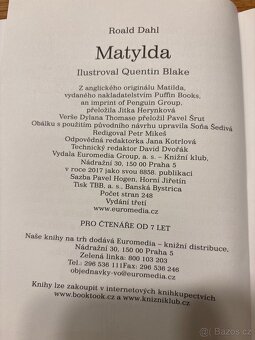 Roald Dahl
Matylda
Ilustroval Quentin Blake
Z anglického originálu Matilda,
vydaného nakladatelstvím Puffin Books,
an imprint of Penguin Group,
přeložila Jitka Herynková
Verše Dylana Thomase přeložil Pavel Šrut
Obálku s použitím původního návrhu upravila Soňa Šedivá
Redigoval Petr Mikeš
Odpovědná redaktorka Jana Kotrlová
Technický redaktor David Dvořák
Vydala Euromedia Group, a. s. – Knižní klub,
Nádražní 30, 150 00 Praha 5
v roce 2017 jako svou 8858. publikaci
Sazba Pavel Hogen, Horní Jiřetín
Tisk TBB, a. s., Banská Bystrica
Počet stran 248
Vydání třetí
www.euromedia.cz
PRO ČTENÁŘE OD 7 LET
Naše knihy na trh dodává Euromedia – knižní distribuce,
Nádražní 30, 150 00 Praha 5
Zelená linka: 800 103 203
Tel.: 296 536 111 Fax: 296 536 246
objednavky-vo@euromedia.cz
Knihy lze zakoupit v internetových knihkupectvích
www.booktook.cz a www.knizniklub.cz
Bazoš.cz